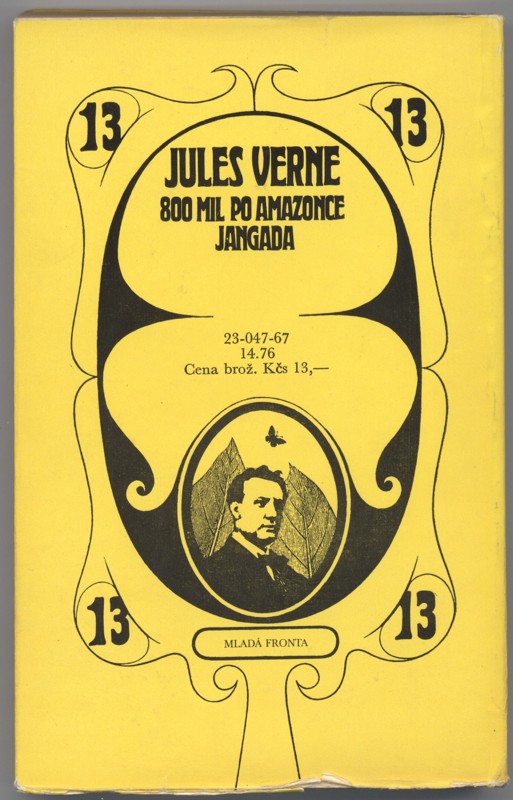 13
13
JULES VERNE
800 MIL PO AMAZONCE
JANGADA
23-047-67
14.76
Cena brož. Kčs 13,—
13
13
MLADÁ FRONTA